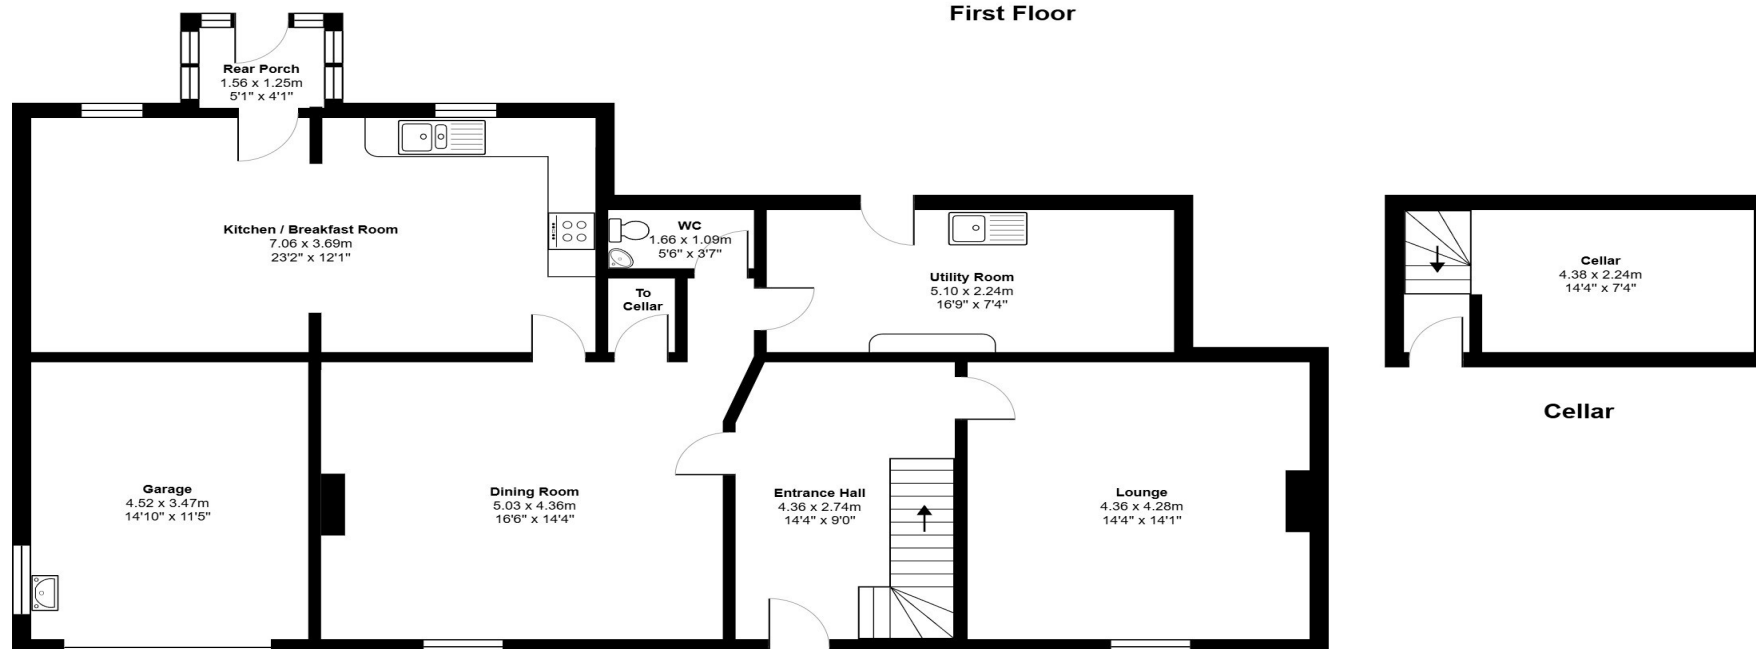 First Floor
Rear Porch
1.56 x 1.25m
5'1" x 4'1"
Kitchen / Breakfast Room
7.06 x 3.69m
23'2" x 12'1"
WC
1.66 x 1.09m
5'6" x 3'7"
To
Cellar
Utility Room
5.10 x 2.24m
16'9" x 7'4"
Cellar
4.38 x 2.24m
14'4" x 7'4"
Cellar
Garage
4.52 x 3.47m
14'10" x 11'5"
Dining Room
5.03 x 4.36m
16'6" x 14'4"
Entrance Hall
4.36 x 2.74m
14'4" x 9'0"
Lounge
4.36 x 4.28m
14'4" x 14'1"